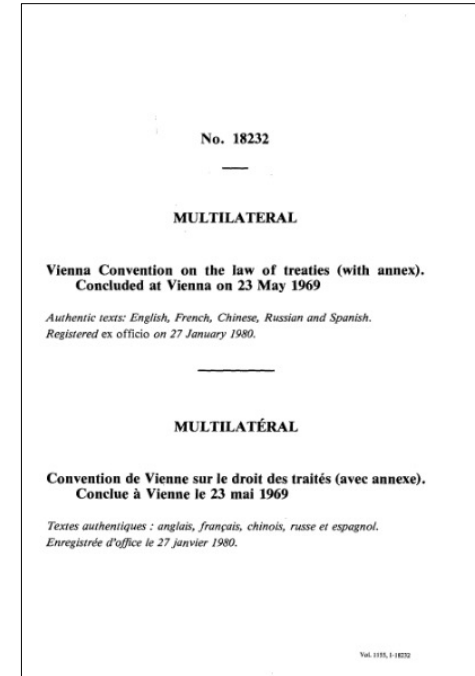 No. 18232
MULTILATERAL
Vienna Convention on the law of treaties (with annex).
Concluded at Vienna on 23 May 1969
Authentic texts: English, French, Chinese, Russian and Spanish.
Registered ex officio on 27 January 1980.
MULTILATÉRAL
Convention de Vienne sur le droit des traités (avec annexe).
Conclue à Vienne le 23 mai 1969
Textes authentiques : anglais, français, chinois, russe et espagnol.
Enregistrée d'office le 27 janvier 1980.
Vol. 1155, I-18232